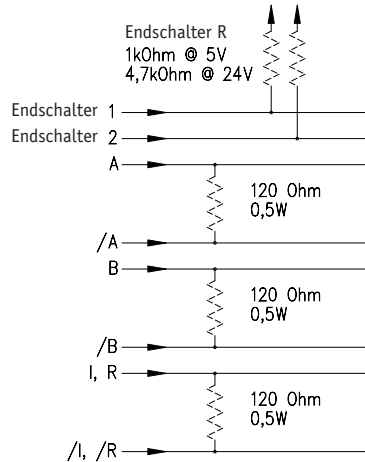 Endschalter R
1kOhm @ 5V
4,7kOhm @ 24V
Endschalter 1
Endschalter 2
A
120 Ohm
0,5W
/A
B
120 Ohm
0,5W
/B
I, R
120 Ohm
0,5W
/I, /R